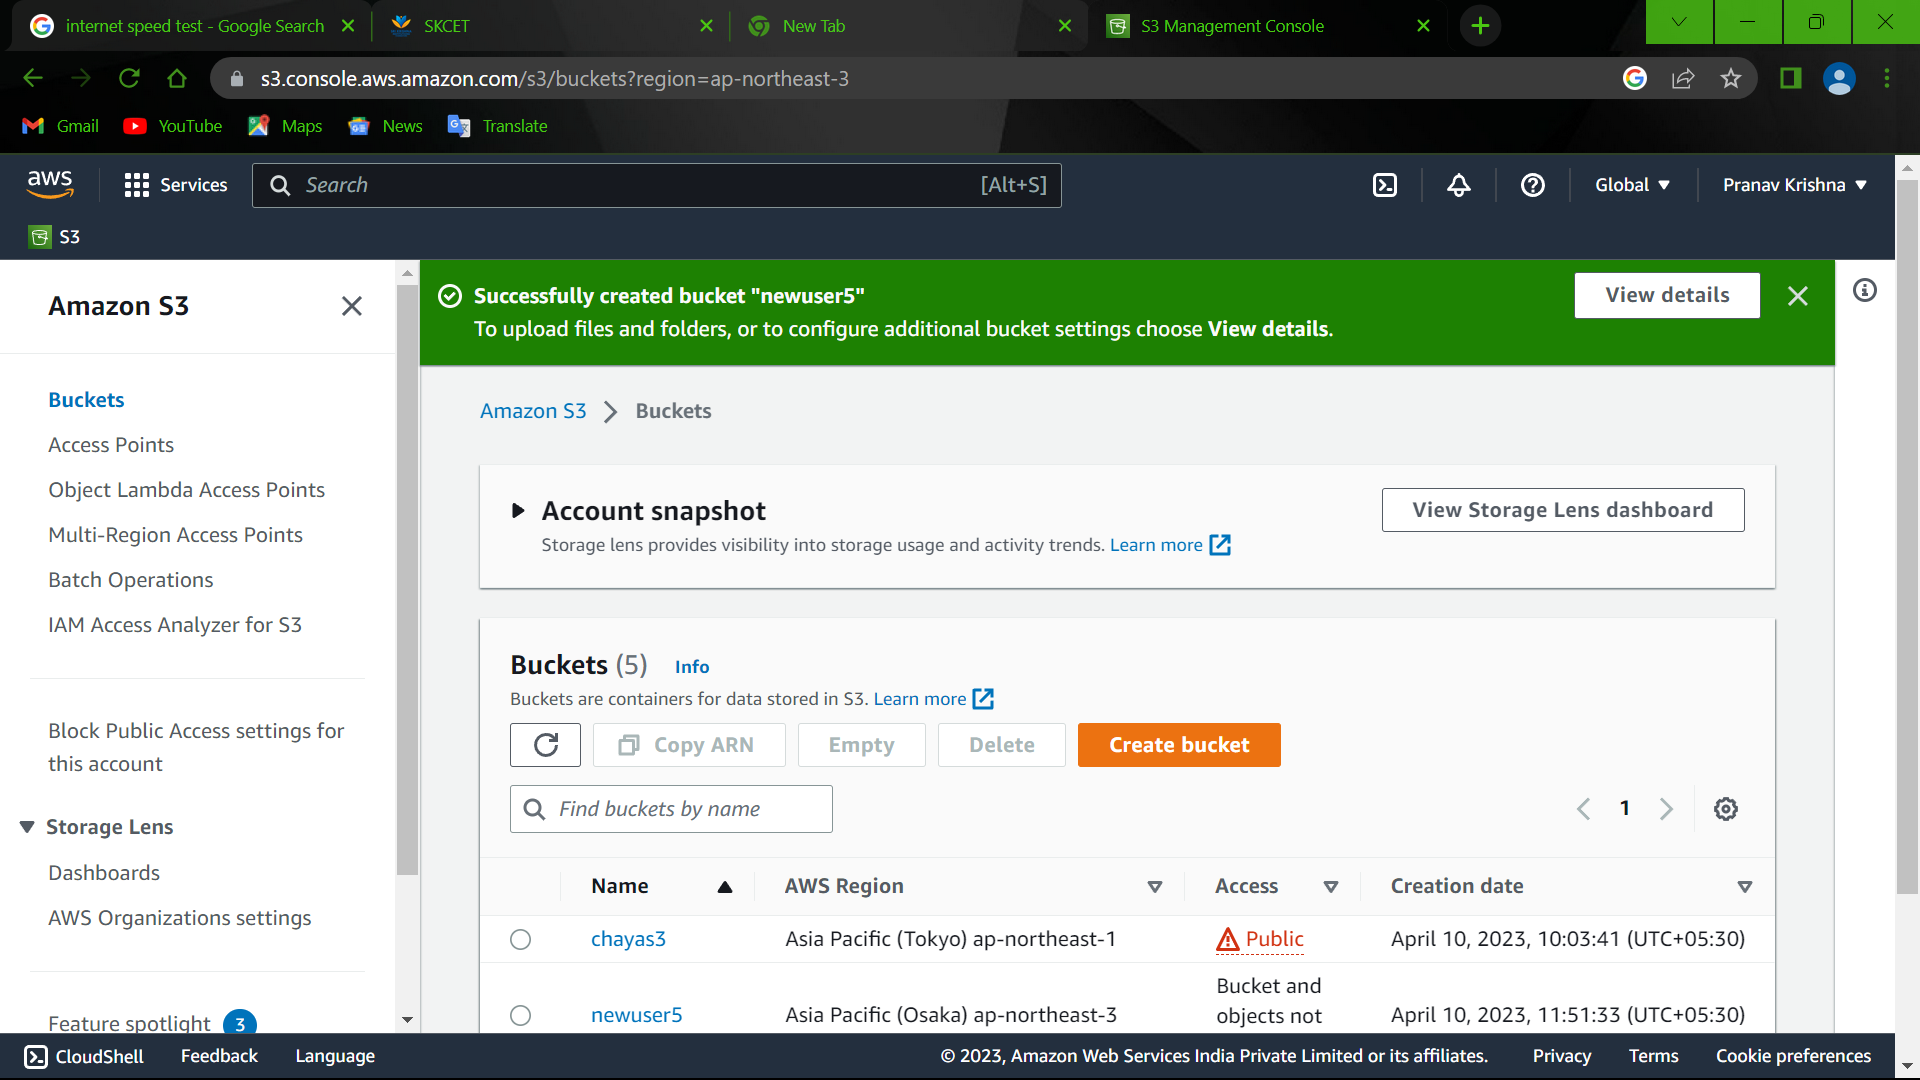 internet speed test - Google Search
SKCET
New Tab
S3 Management Console
s3.console.aws.amazon.com/s3/buckets?region=ap-northeast-3
Gmail
YouTube
Maps
News
Translate
aws
Services
Search
[Alt+S]
Global
Pranav Krishna
S3
Amazon S3
Buckets
Access Points
Object Lambda Access Points
Multi-Region Access Points
Batch Operations
IAM Access Analyzer for S3
Block Public Access settings for
this account
Storage Lens
Dashboards
AWS Organizations settings
Feature spotlight 3
Successfully created bucket "newuser5"
To upload files and folders, or to configure additional bucket settings choose View details.
View details
Amazon S3 > Buckets
Account snapshot
Storage lens provides visibility into storage usage and activity trends. Learn more
View Storage Lens dashboard
Buckets (5) Info
Buckets are containers for data stored in S3. Learn more
Copy ARN
Empty
Delete
Create bucket
Find buckets by name
1
Name
AWS Region
Access
Creation date
chayas3
Asia Pacific (Tokyo) ap-northeast-1
Public
April 10, 2023, 10:03:41 (UTC+05:30)
newuser5
Asia Pacific (Osaka) ap-northeast-3
Bucket and
objects not
April 10, 2023, 11:51:33 (UTC+05:30)
CloudShell
Feedback
Language
© 2023, Amazon Web Services India Private Limited or its affiliates.
Privacy
Terms
Cookie preferences